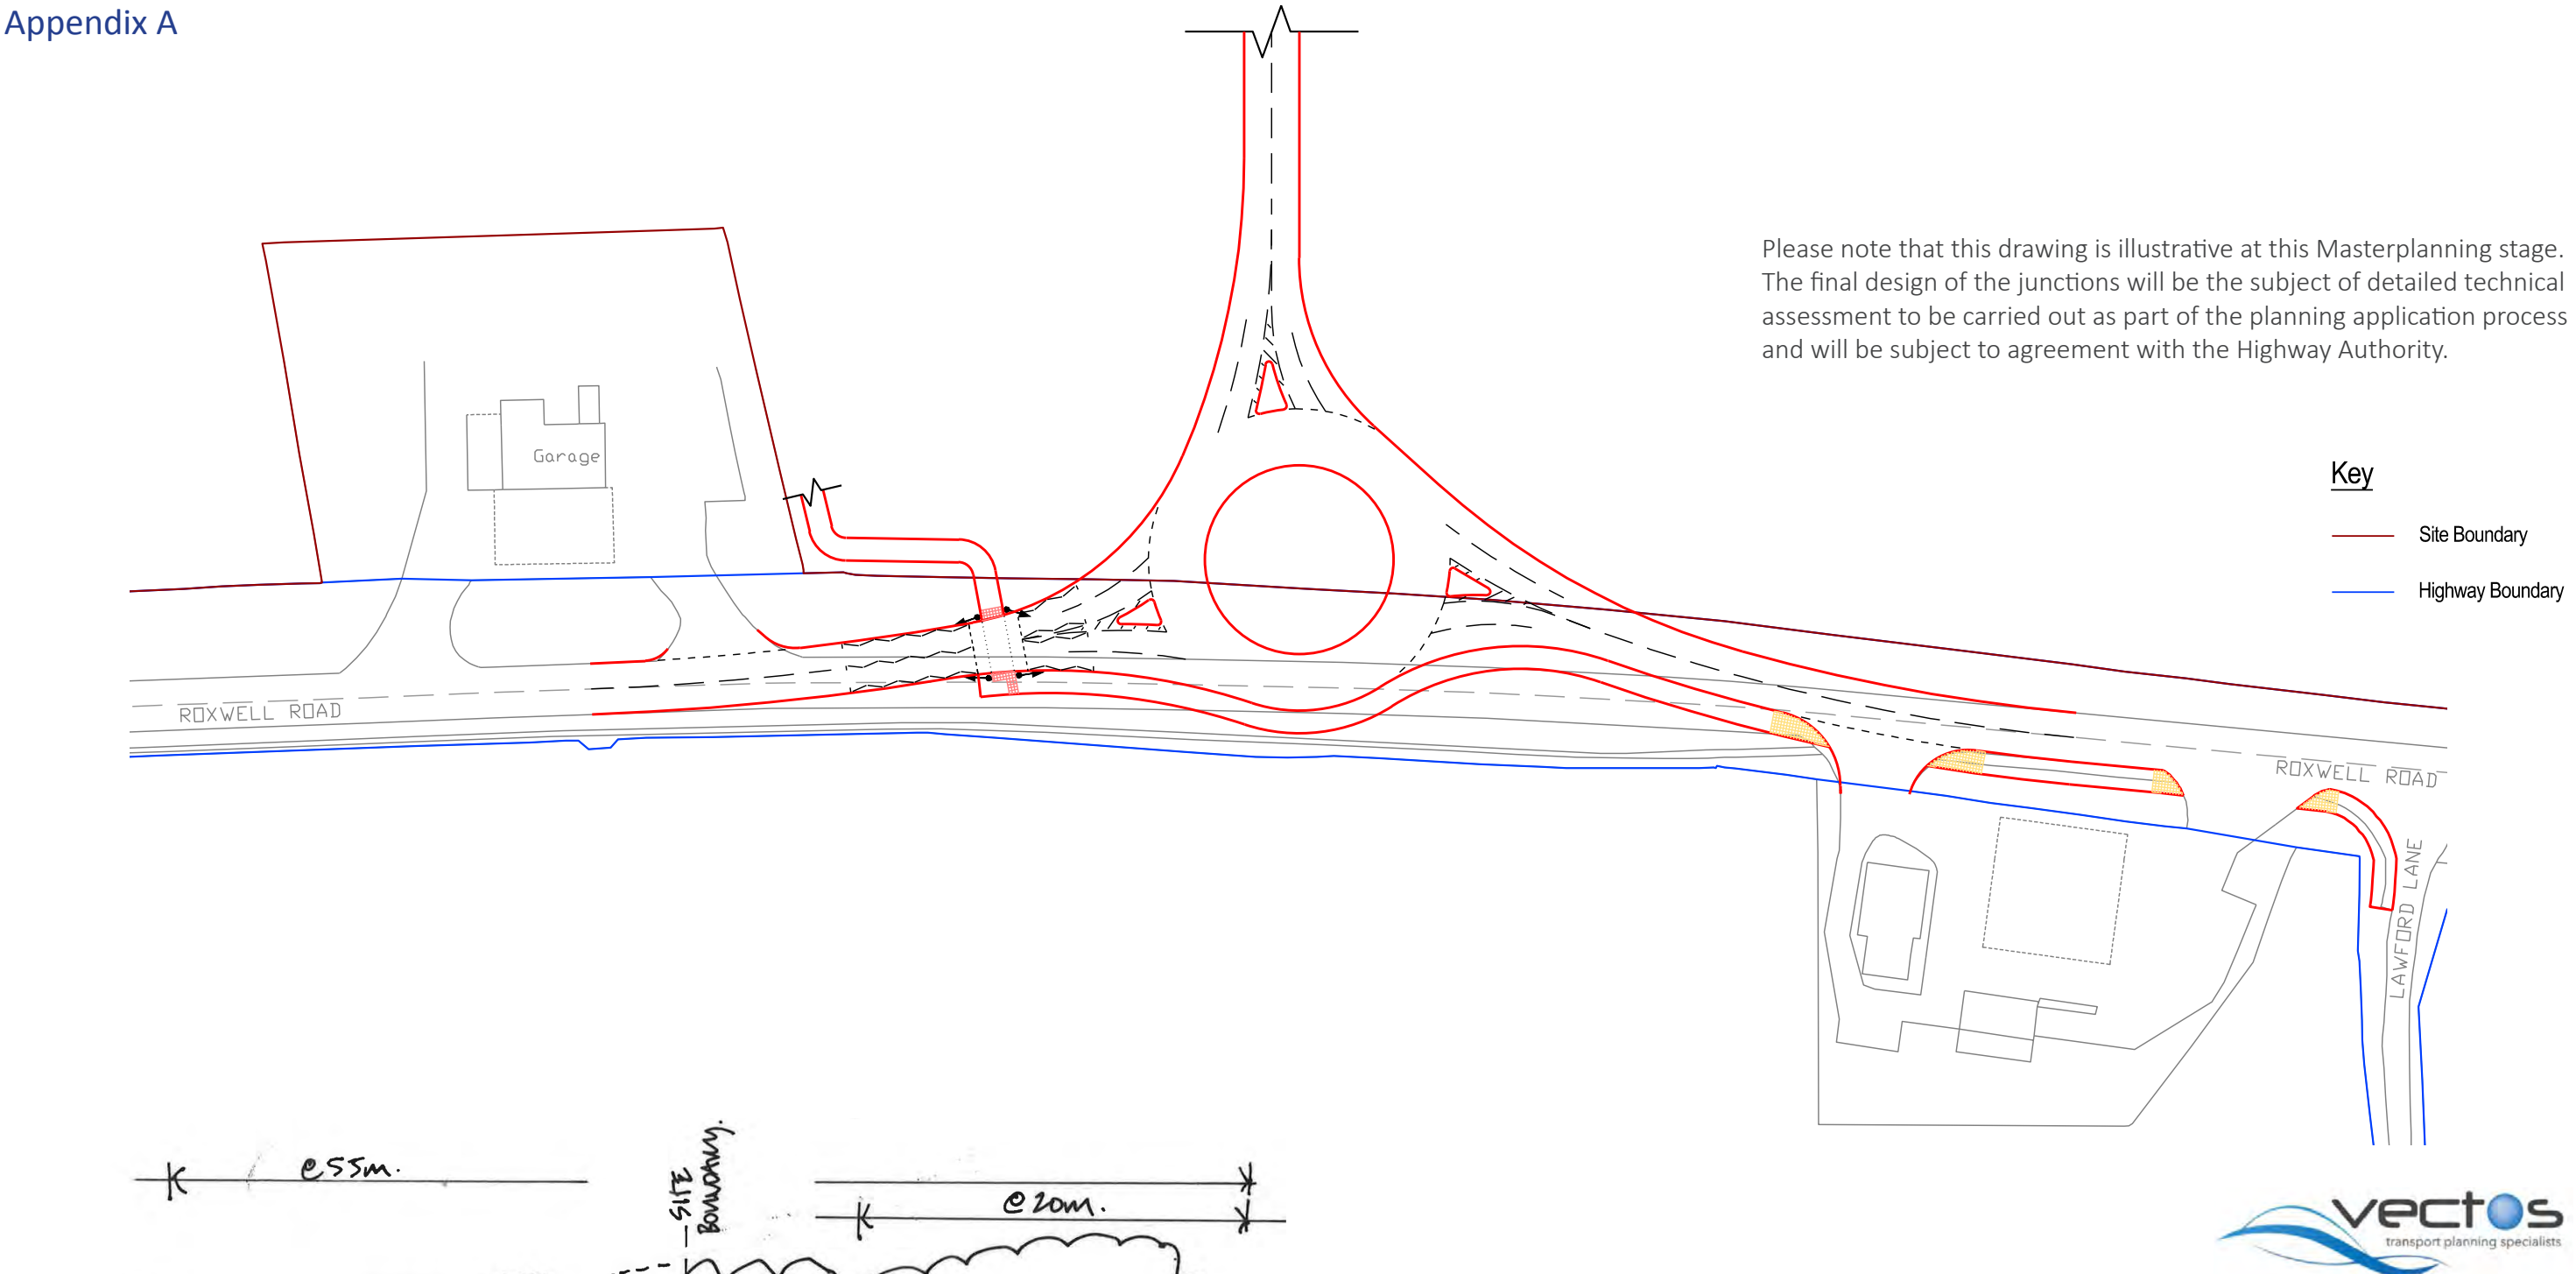 Appendix A
Please note that this drawing is illustrative at this Masterplanning stage.
The final design of the junctions will be the subject of detailed technical
assessment to be carried out as part of the planning application process
and will be subject to agreement with the Highway Authority.
Garage
Key
Site Boundary
Highway Boundary
ROXWELL ROAD
ROXWELL ROAD
LAWFORD LANE
@55m.
SITE
BOUNDARY.
@20m.
vectos
transport planning specialists